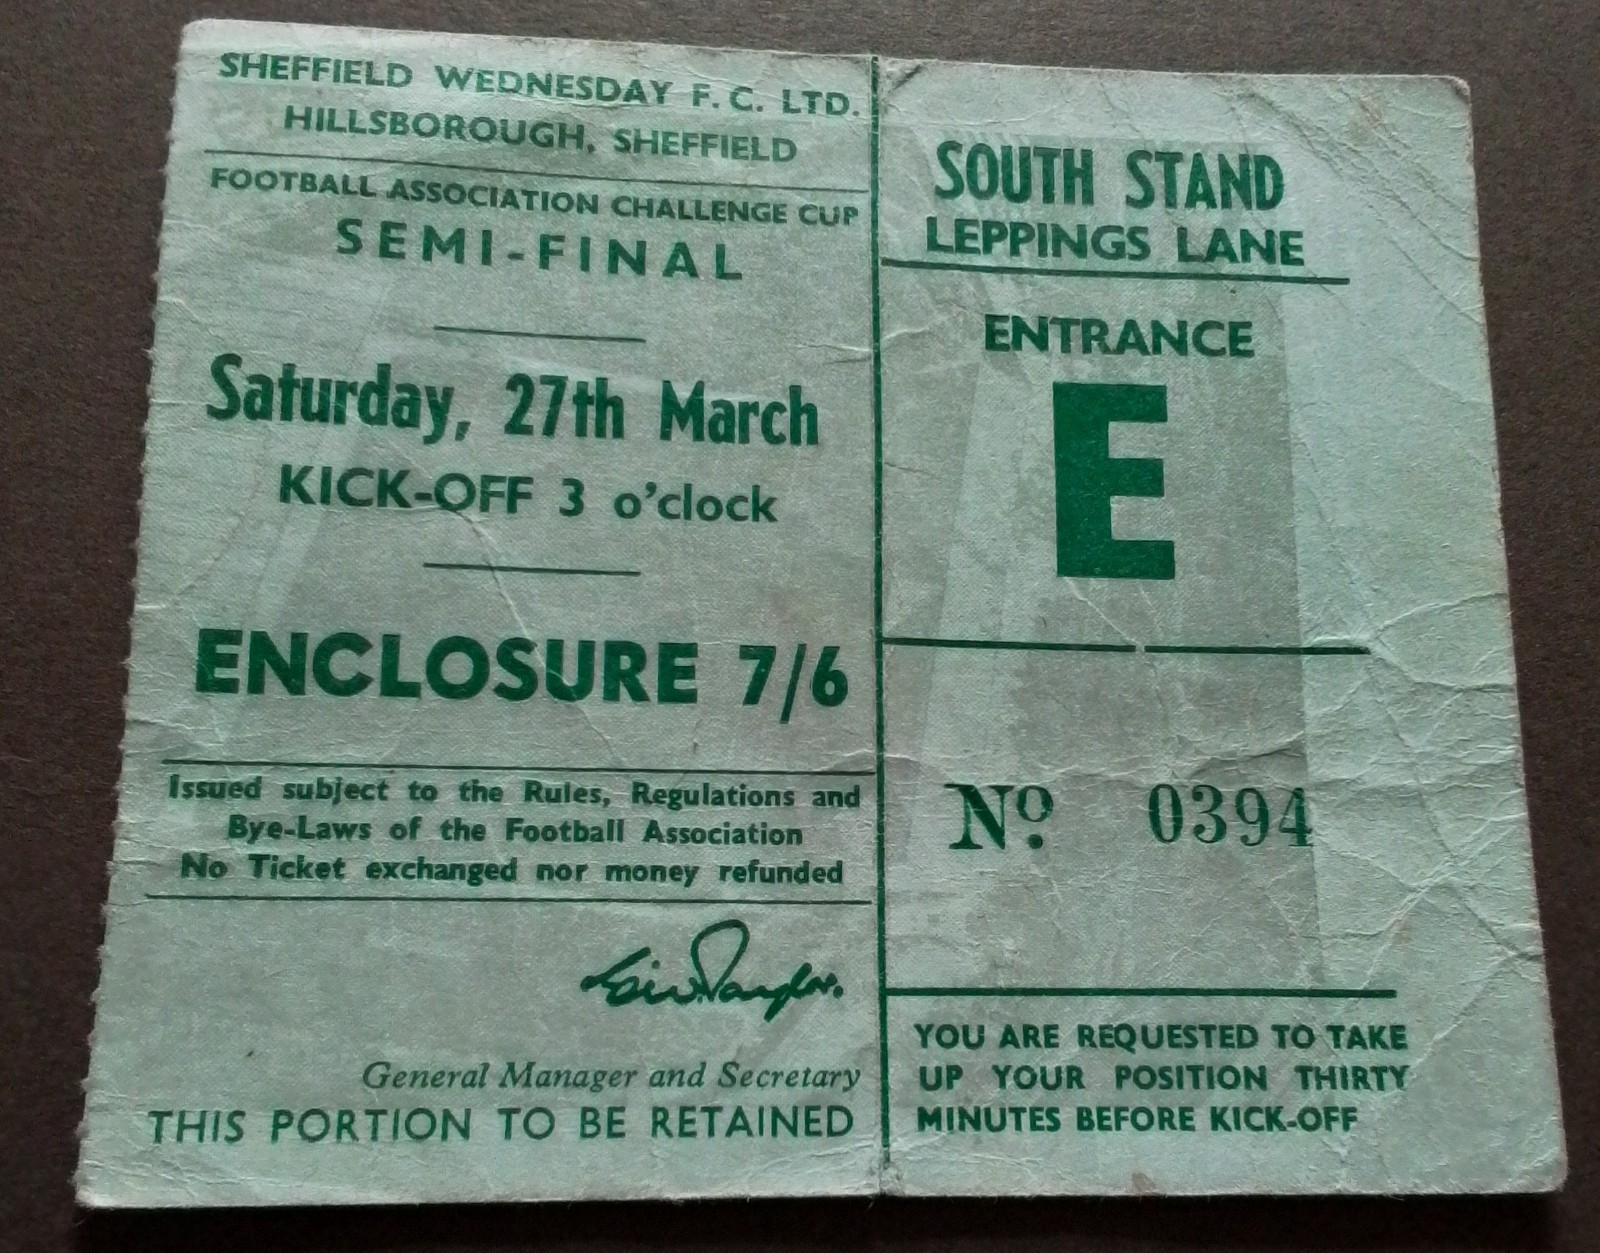 SHEFFIELD WEDNESDAY F.C. LTD.
HILLSBOROUGH, SHEFFIELD
FOOTBALL ASSOCIATION CHALLENGE CUP
SEMI-FINAL
Saturday, 27th March
KICK-OFF 3 o'clock
ENCLOSURE 7/6
Issued subject to the Rules, Regulations and
Bye-Laws of the Football Association
No Ticket exchanged nor money refunded
General Manager and Secretary
THIS PORTION TO BE RETAINED
SOUTH STAND
LEPPINGS LANE
ENTRANCE
E
Nº. 0394
YOU ARE REQUESTED TO TAKE
UP YOUR POSITION THIRTY
MINUTES BEFORE KICK-OFF